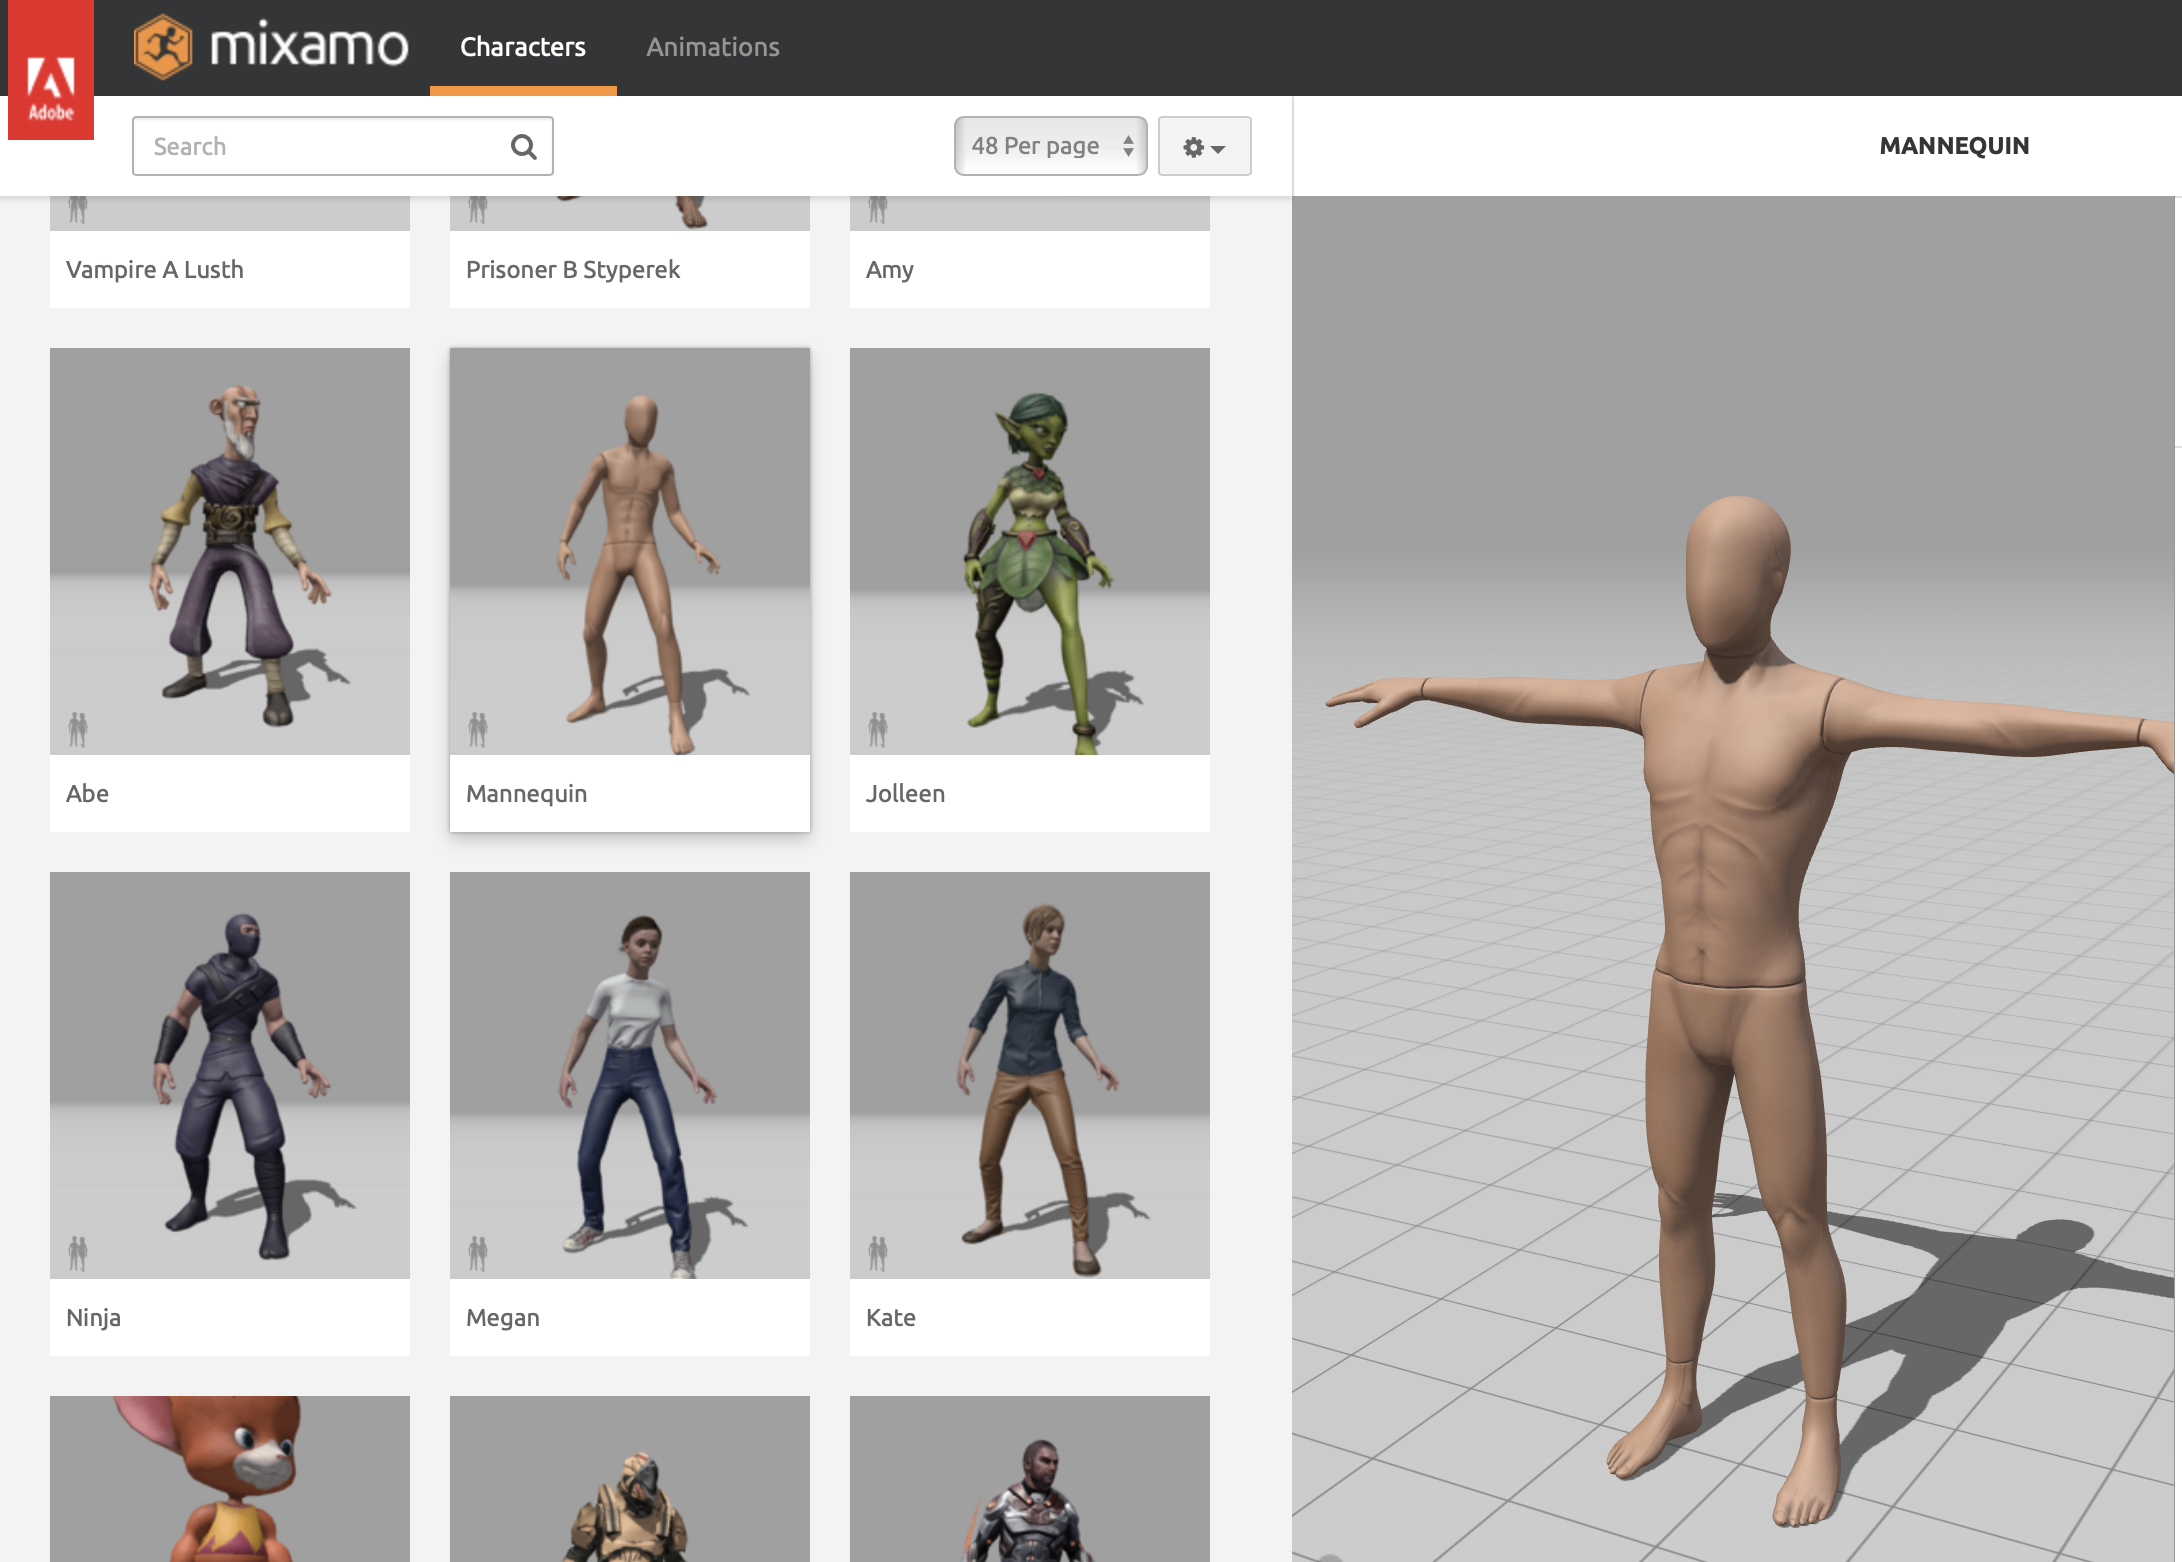 Adobe
mixamo
Characters
Animations
Search
48 Per page
MANNEQUIN
Vampire A Lusth
Prisoner B Styperek
Amy
Abe
Mannequin
Jolleen
Ninja
Megan
Kate